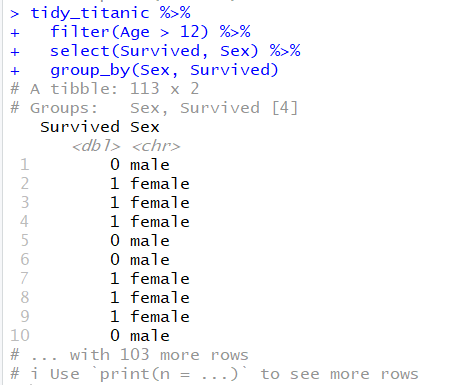 > tidy_titanic %>%
+   filter(Age > 12) %>%
+   select(Survived, Sex) %>%
+   group_by(Sex, Survived)
# A tibble: 113 x 2
# Groups:   Sex, Survived [4]
   Survived Sex
      <dbl> <chr>
 1        0 male
 2        1 female
 3        1 female
 4        1 female
 5        0 male
 6        0 male
 7        1 female
 8        1 female
 9        1 female
10        0 male
# ... with 103 more rows
# i Use `print(n = ...)` to see more rows